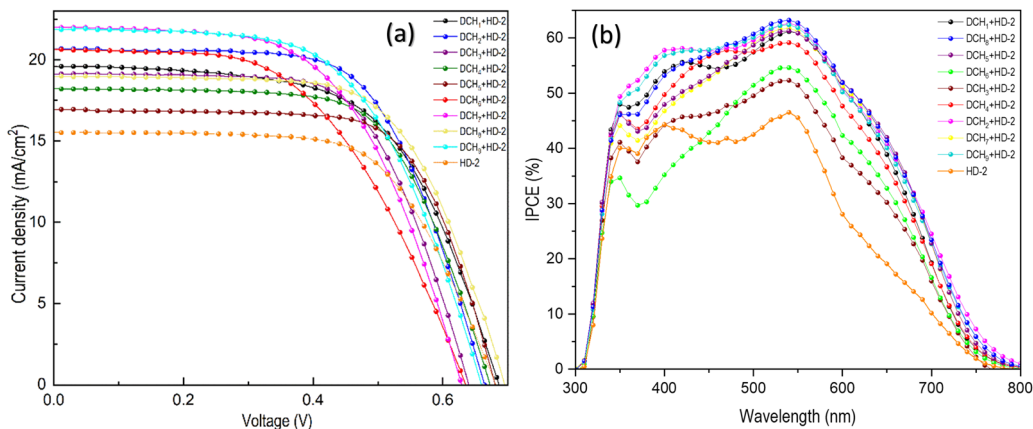 (a)
DCH₁+HD-2
DCH₂+HD-2
DCH₃+HD-2
DCH₄+HD-2
DCH₅+HD-2
DCH₆+HD-2
DCH₇+HD-2
DCH₈+HD-2
DCH₉+HD-2
HD-2
Current density (mA/cm²)
20
15
10
5
0
0.0
0.2
0.4
0.6
Voltage (V)
(b)
DCH₁+HD-2
DCH₈+HD-2
DCH₅+HD-2
DCH₆+HD-2
DCH₃+HD-2
DCH₄+HD-2
DCH₂+HD-2
DCH₇+HD-2
DCH₉+HD-2
HD-2
IPCE (%)
60
50
40
30
20
10
0
300
400
500
600
700
800
Wavelength (nm)